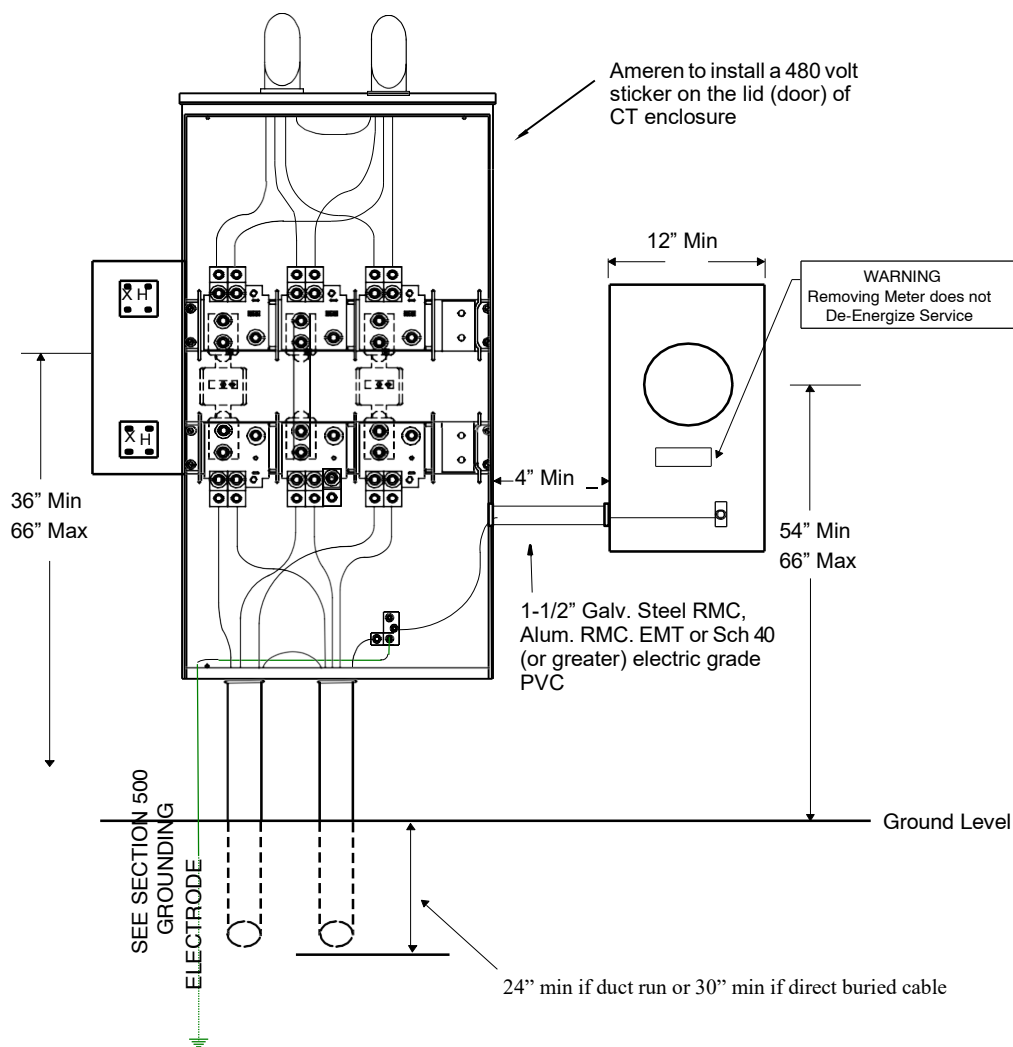 Ameren to install a 480 volt
sticker on the lid (door) of
CT enclosure
12” Min
WARNING
Removing Meter does not
De-Energize Service
X H
X H
36” Min
66” Max
4” Min
54” Min
66” Max
1-1/2” Galv. Steel RMC,
Alum. RMC. EMT or Sch 40
(or greater) electric grade
PVC
SEE SECTION 500
GROUNDING
ELECTRODE
Ground Level
24” min if duct run or 30” min if direct buried cable